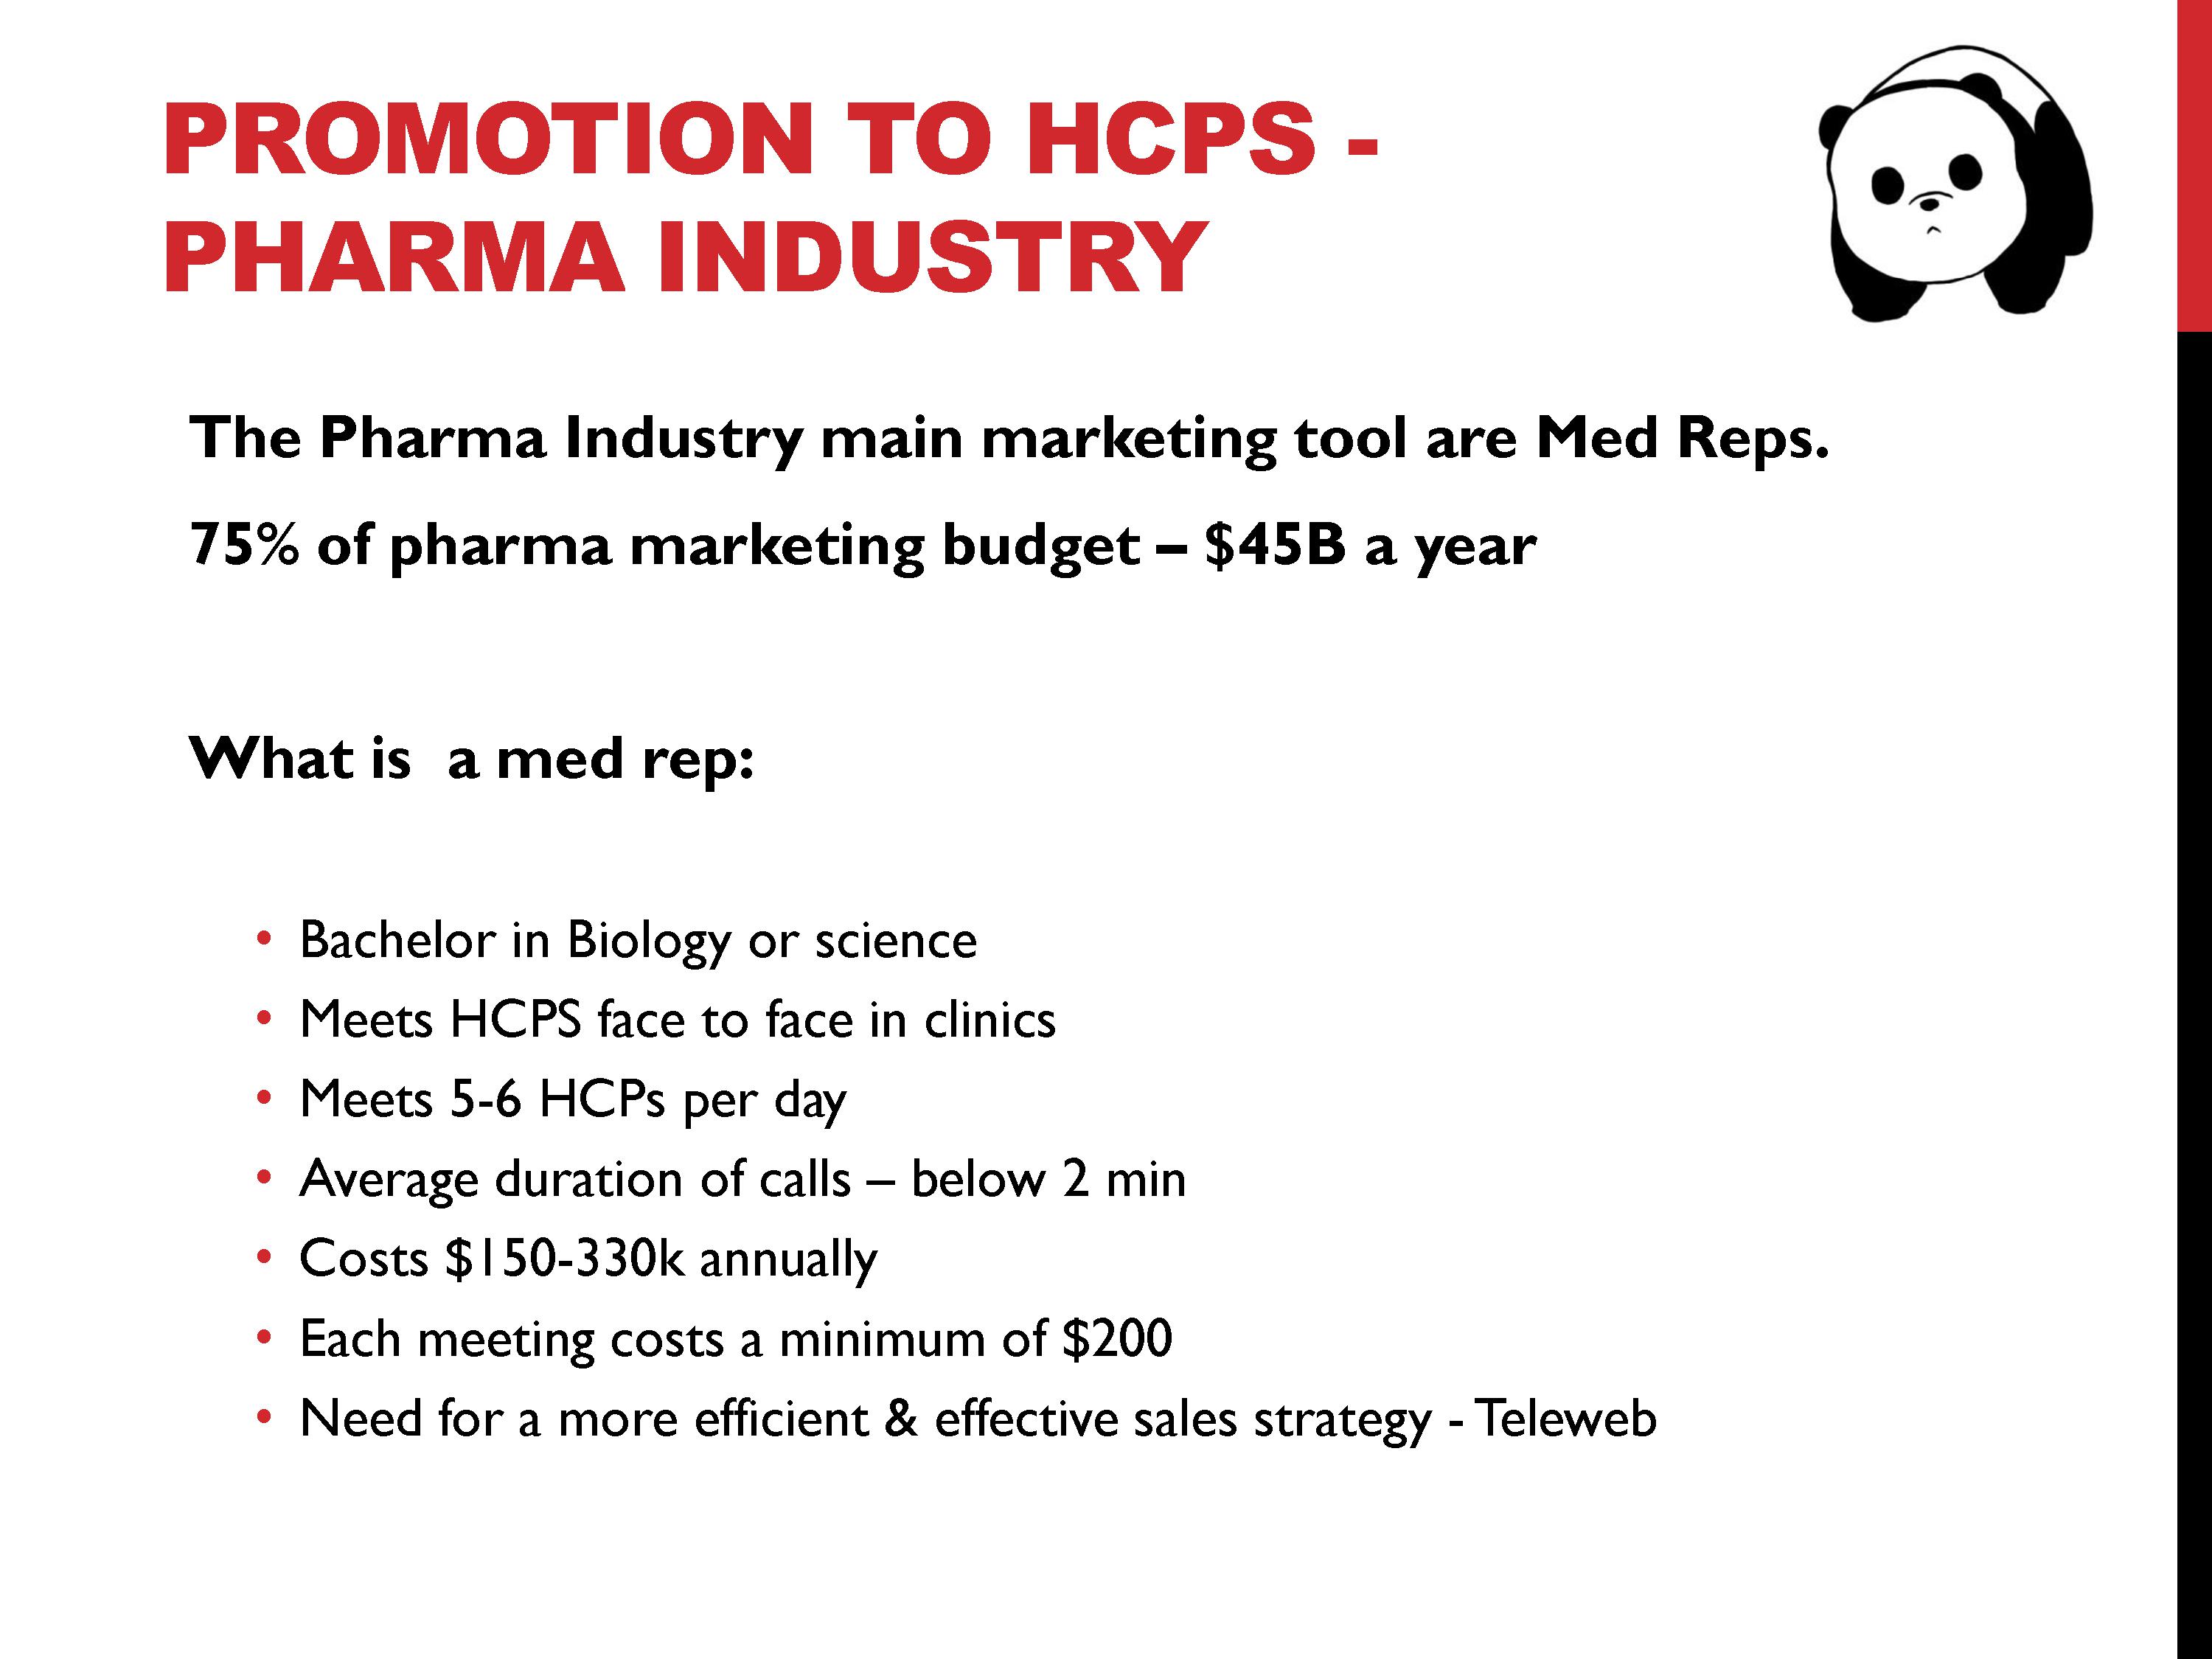 PROMOTION TO HCPS -
PHARMA INDUSTRY
The Pharma Industry main marketing tool are Med Reps.
75% of pharma marketing budget – $45B a year
What is  a med rep:
• Bachelor in Biology or science
• Meets HCPS face to face in clinics
• Meets 5-6 HCPs per day
• Average duration of calls – below 2 min
• Costs $150-330k annually
• Each meeting costs a minimum of $200
• Need for a more efficient & effective sales strategy - Teleweb